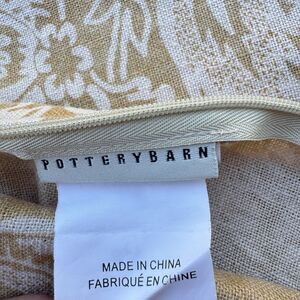 POTTERYBARN
MADE IN CHINA
FABRIQUÉ EN CHINE